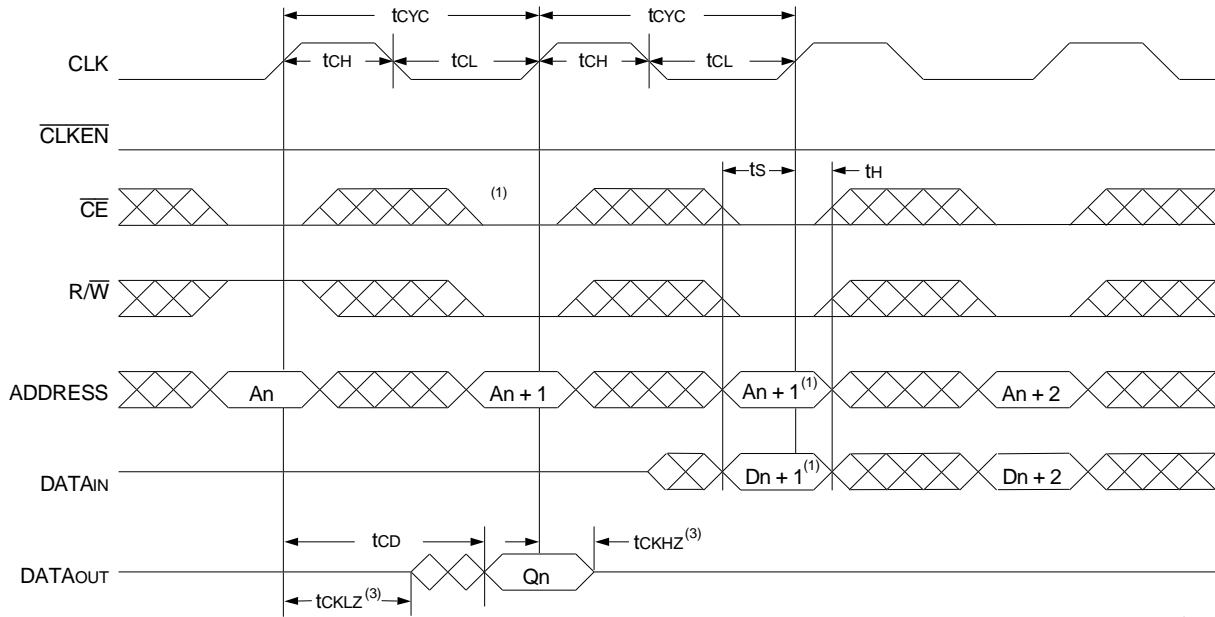 tCYC tCYC
CLK tCH tCL tCH tCL
CLKEN
tS tH
CE (1)
R/W
ADDRESS An An + 1 An + 1(1) An + 2
DATAIN Dn + 1(1) Dn + 2
tCD tCKHZ(3)
DATAOUT Qn
tCKLZ(3)